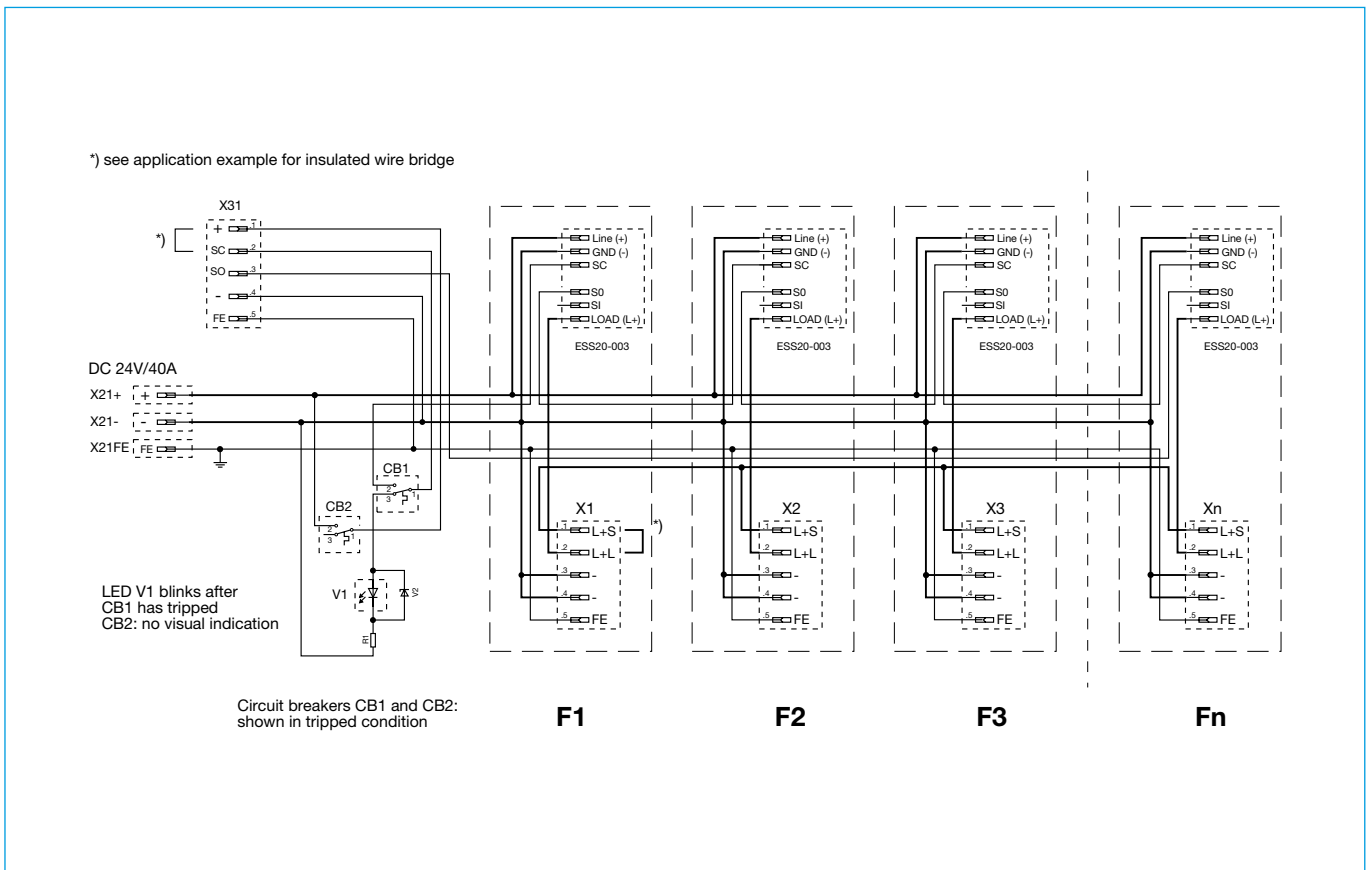 *) see application example for insulated wire bridge
X31
*)
+ .1
SC .2
SO .3
- .4
FE .5
DC 24V/40A
X21+ +
X21- -
X21FE FE
CB1
2
3
1
CB2
2
3
1
V1
V2
R1
LED V1 blinks after
CB1 has tripped
CB2: no visual indication
Circuit breakers CB1 and CB2:
shown in tripped condition
Line (+)
GND (-)
SC
S0
SI
LOAD (L+)
ESS20-003
X1
.1 L+S
.2 L+L
.3 -
.4 -
.5 FE
*)
F1
Line (+)
GND (-)
SC
S0
SI
LOAD (L+)
ESS20-003
X2
.1 L+S
.2 L+L
.3 -
.4 -
.5 FE
F2
Line (+)
GND (-)
SC
S0
SI
LOAD (L+)
ESS20-003
X3
.1 L+S
.2 L+L
.3 -
.4 -
.5 FE
F3
Line (+)
GND (-)
SC
S0
SI
LOAD (L+)
ESS20-003
Xn
.1 L+S
.2 L+L
.3 -
.4 -
.5 FE
Fn